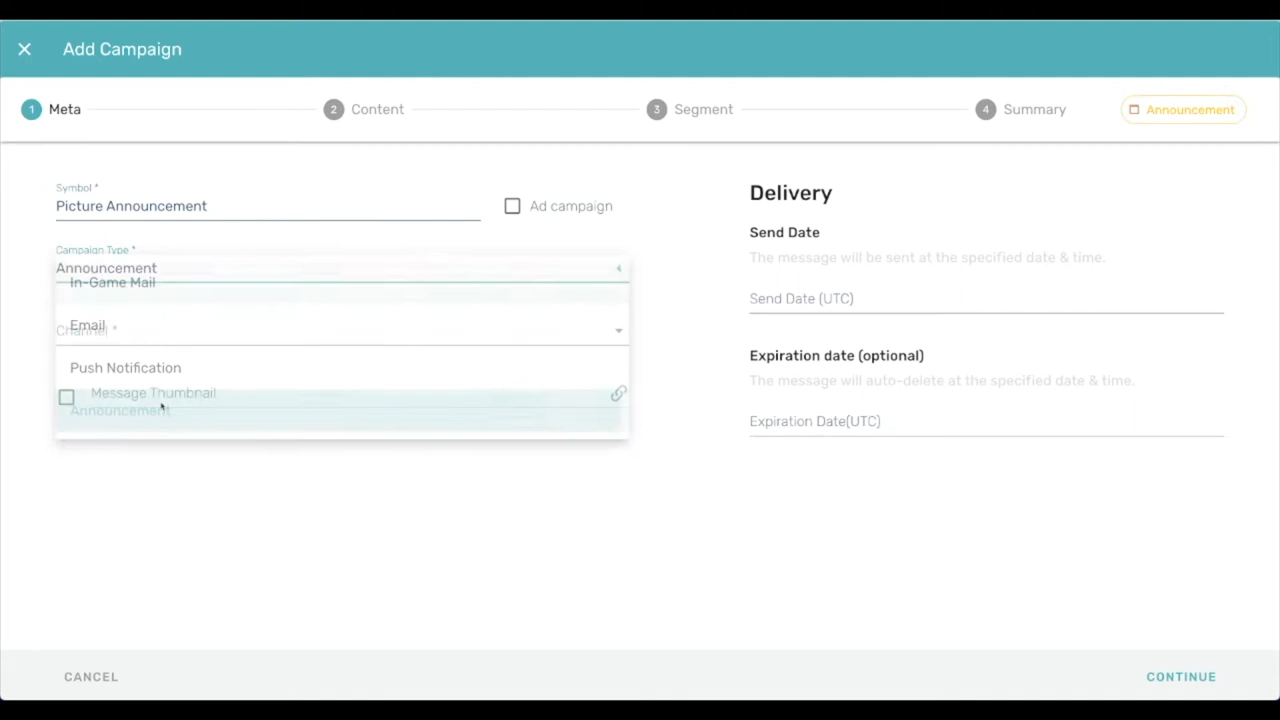 Add Campaign
1 Meta
2 Content
3 Segment
4 Summary
Announcement
Symbol *
Picture Announcement
Ad campaign
Campaign Type *
Announcement
In-Game Mail
Email
Channel *
Push Notification
Message Thumbnail
Announcement
Delivery
Send Date
The message will be sent at the specified date & time.
Send Date (UTC)
Expiration date (optional)
The message will auto-delete at the specified date & time.
Expiration Date(UTC)
CANCEL
CONTINUE